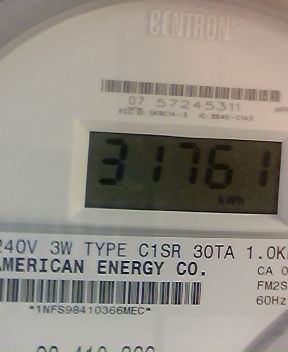 CENTRON®
07 57245311
31761
kWh
240V 3W TYPE C1SR 30TA 1.0K
AMERICAN ENERGY CO.
CA 0
FM2S
60Hz
*1NFS98410366MEC*